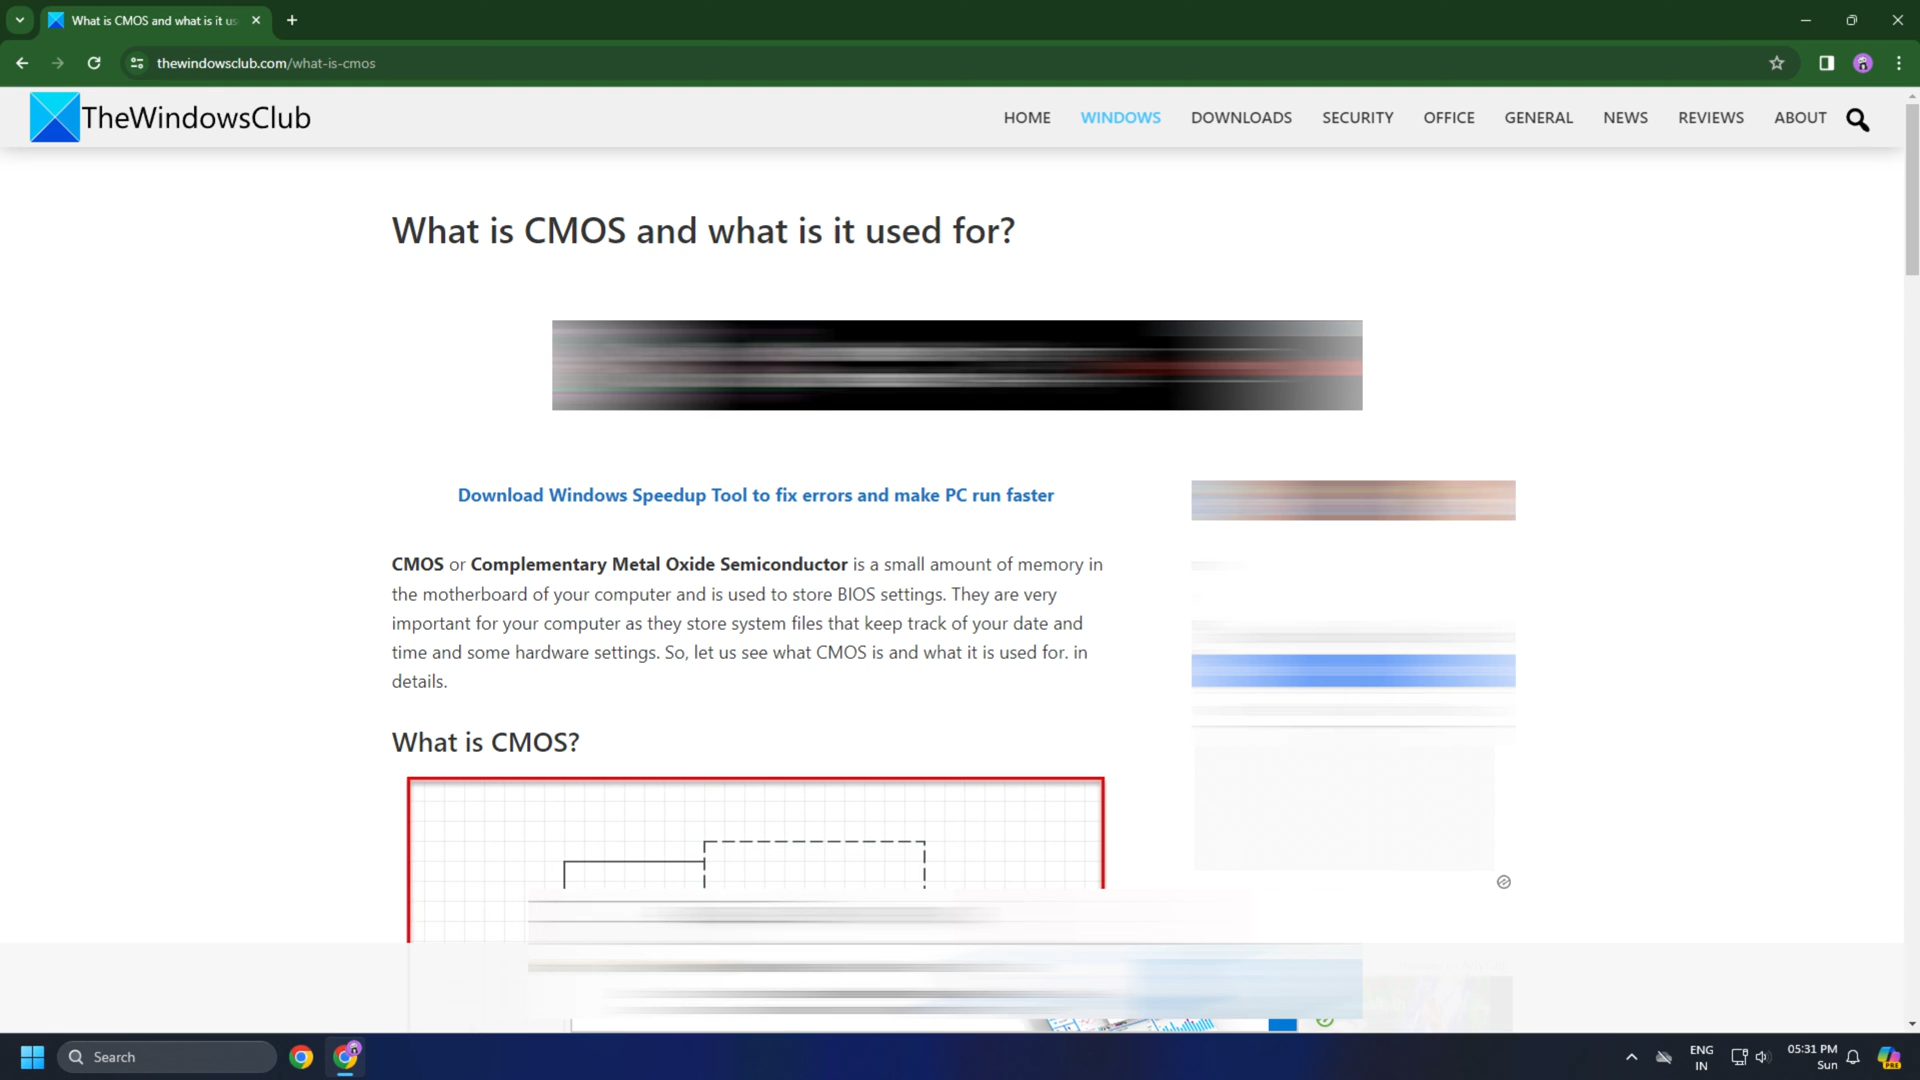 What is CMOS and what is it us
thewindowsclub.com/what-is-cmos
TheWindowsClub
HOME WINDOWS DOWNLOADS SECURITY OFFICE GENERAL NEWS REVIEWS ABOUT
What is CMOS and what is it used for?
Download Windows Speedup Tool to fix errors and make PC run faster
CMOS or Complementary Metal Oxide Semiconductor is a small amount of memory in
the motherboard of your computer and is used to store BIOS settings. They are very
important for your computer as they store system files that keep track of your date and
time and some hardware settings. So, let us see what CMOS is and what it is used for. in
details.
What is CMOS?
Search
ENG
IN
05:31 PM
Sun
PRE